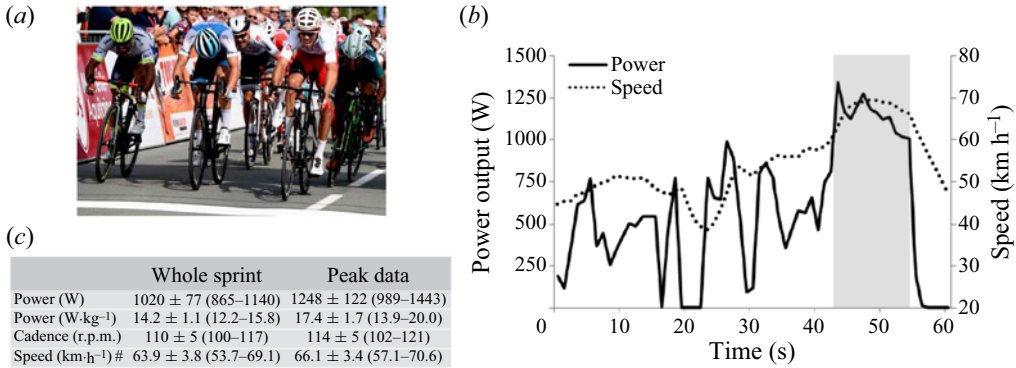 (a)
(b)
1500
1250
1000
750
500
250
0
Power output (W)
Power
Speed
80
70
60
50
40
30
20
Speed (km h–1)
0 10 20 30 40 50 60
Time (s)
(c)
Whole sprint Peak data
Power (W) 1020 ± 77 (865–1140) 1248 ± 122 (989–1443)
Power (W·kg–1) 14.2 ± 1.1 (12.2–15.8) 17.4 ± 1.7 (13.9–20.0)
Cadence (r.p.m.) 110 ± 5 (100–117) 114 ± 5 (102–121)
Speed (km·h–1) # 63.9 ± 3.8 (53.7–69.1) 66.1 ± 3.4 (57.1–70.6)